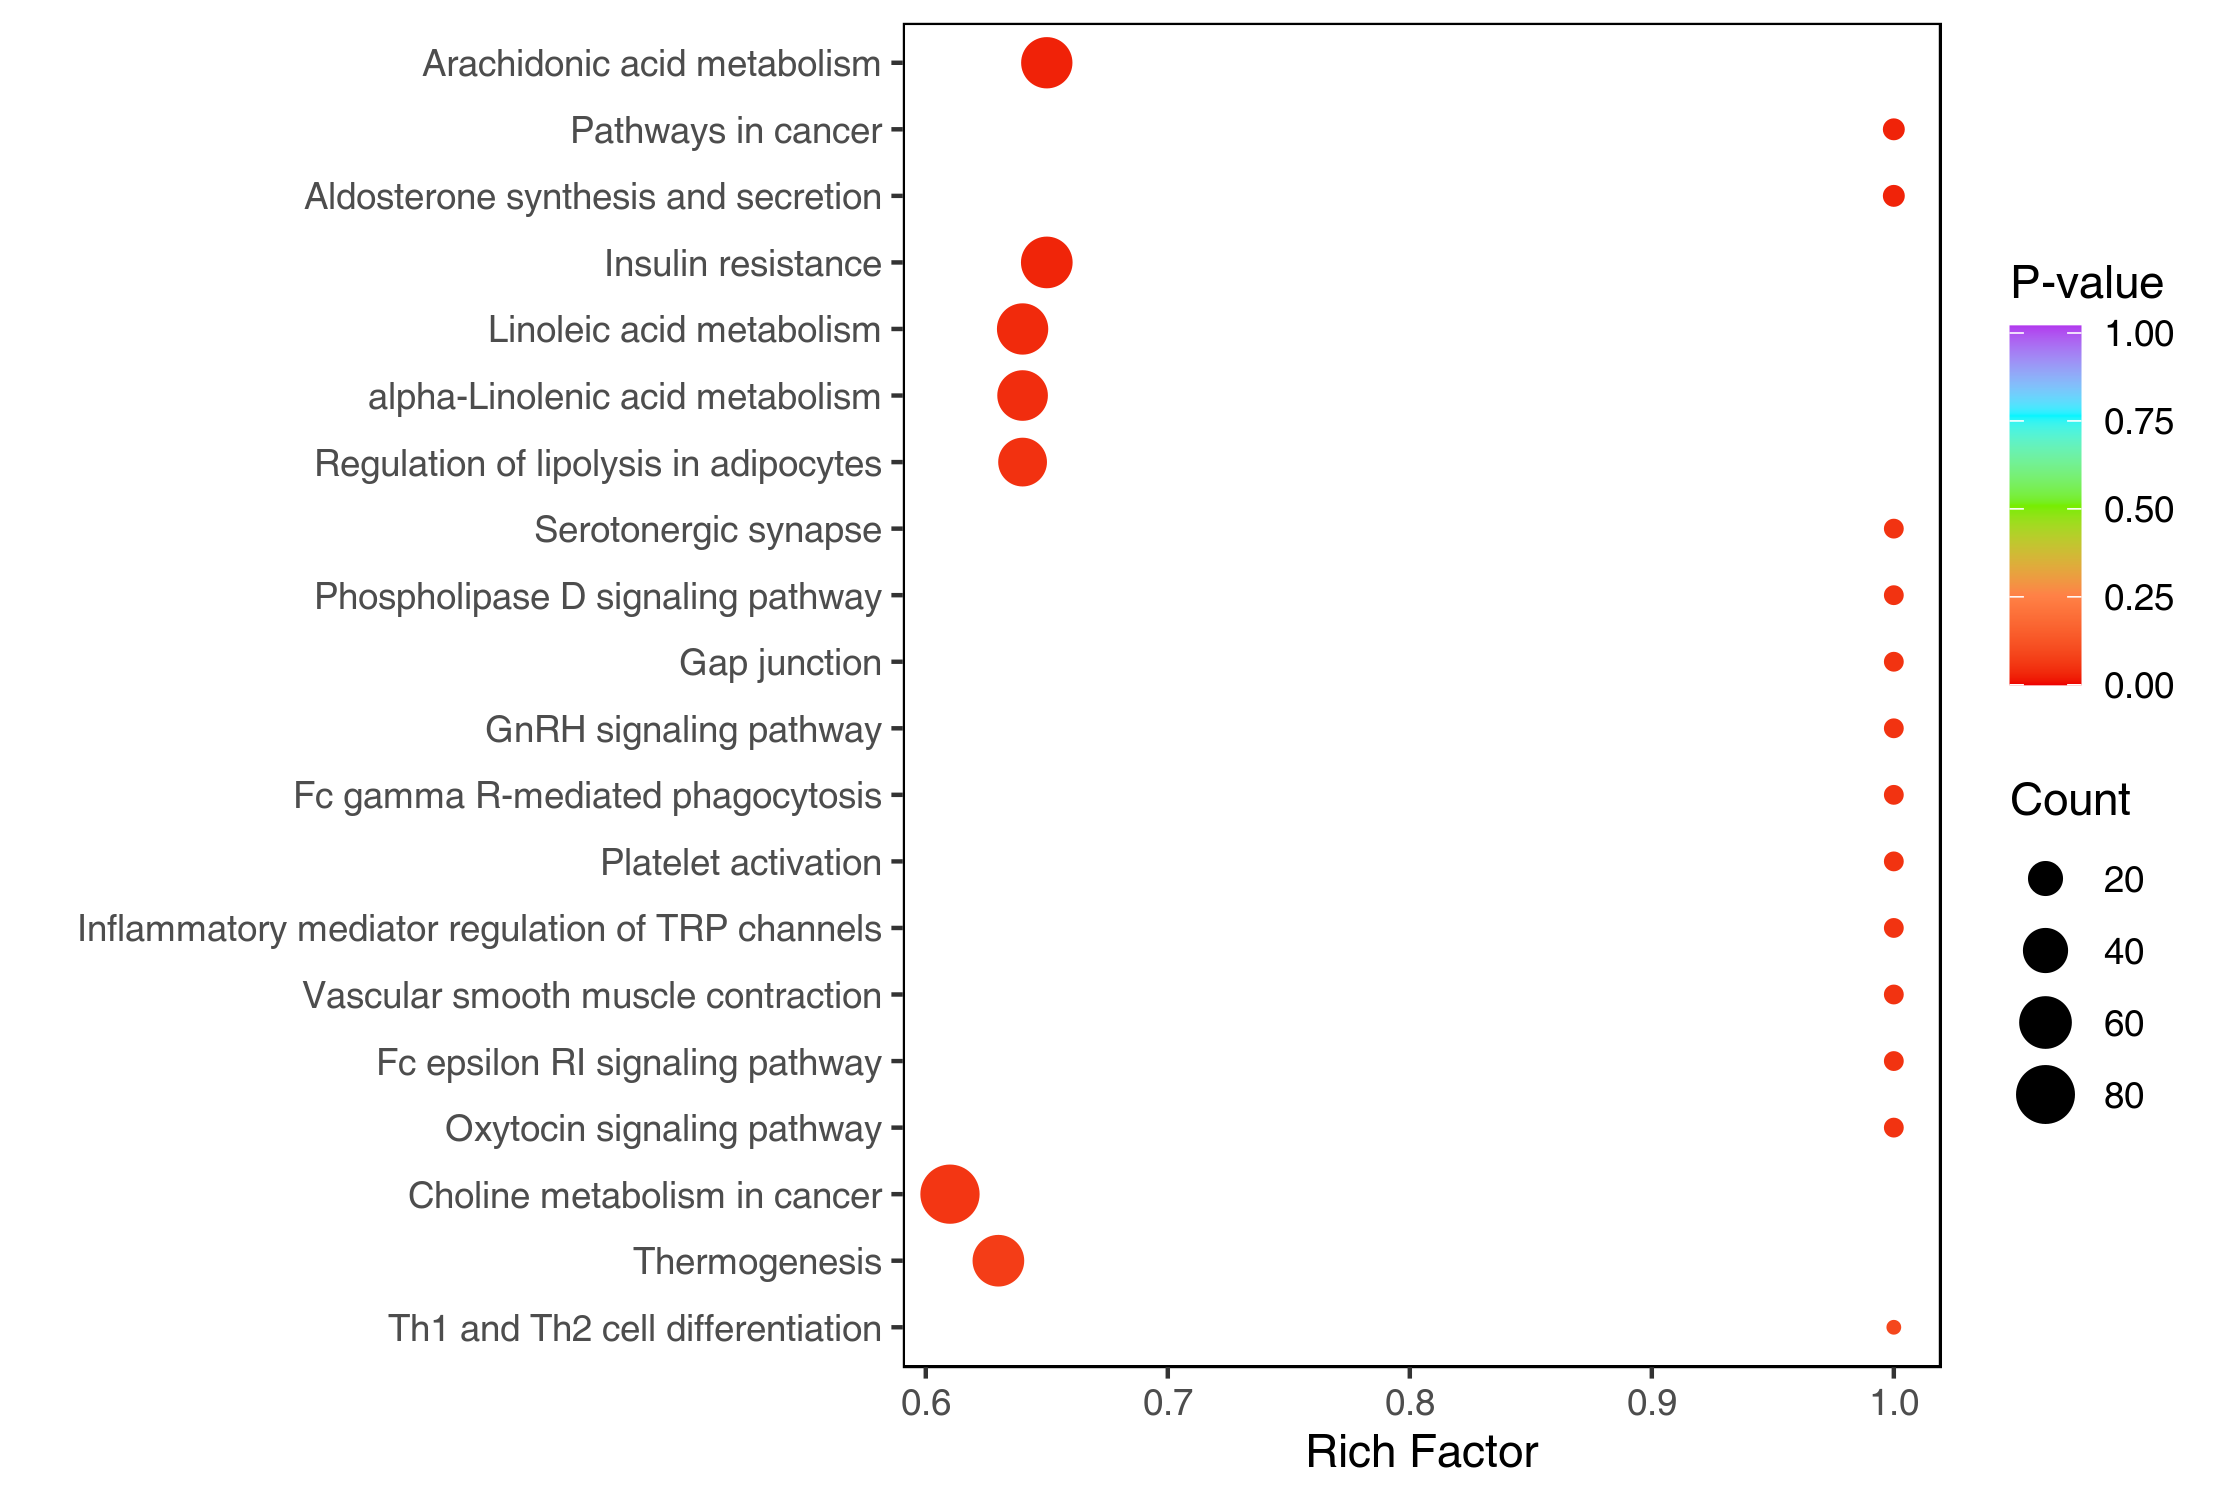 Arachidonic acid metabolism
Pathways in cancer
Aldosterone synthesis and secretion
Insulin resistance
Linoleic acid metabolism
alpha-Linolenic acid metabolism
Regulation of lipolysis in adipocytes
Serotonergic synapse
Phospholipase D signaling pathway
Gap junction
GnRH signaling pathway
Fc gamma R-mediated phagocytosis
Platelet activation
Inflammatory mediator regulation of TRP channels
Vascular smooth muscle contraction
Fc epsilon RI signaling pathway
Oxytocin signaling pathway
Choline metabolism in cancer
Thermogenesis
Th1 and Th2 cell differentiation
0.6 0.7 0.8 0.9 1.0
Rich Factor
P-value
1.00
0.75
0.50
0.25
0.00
Count
20
40
60
80